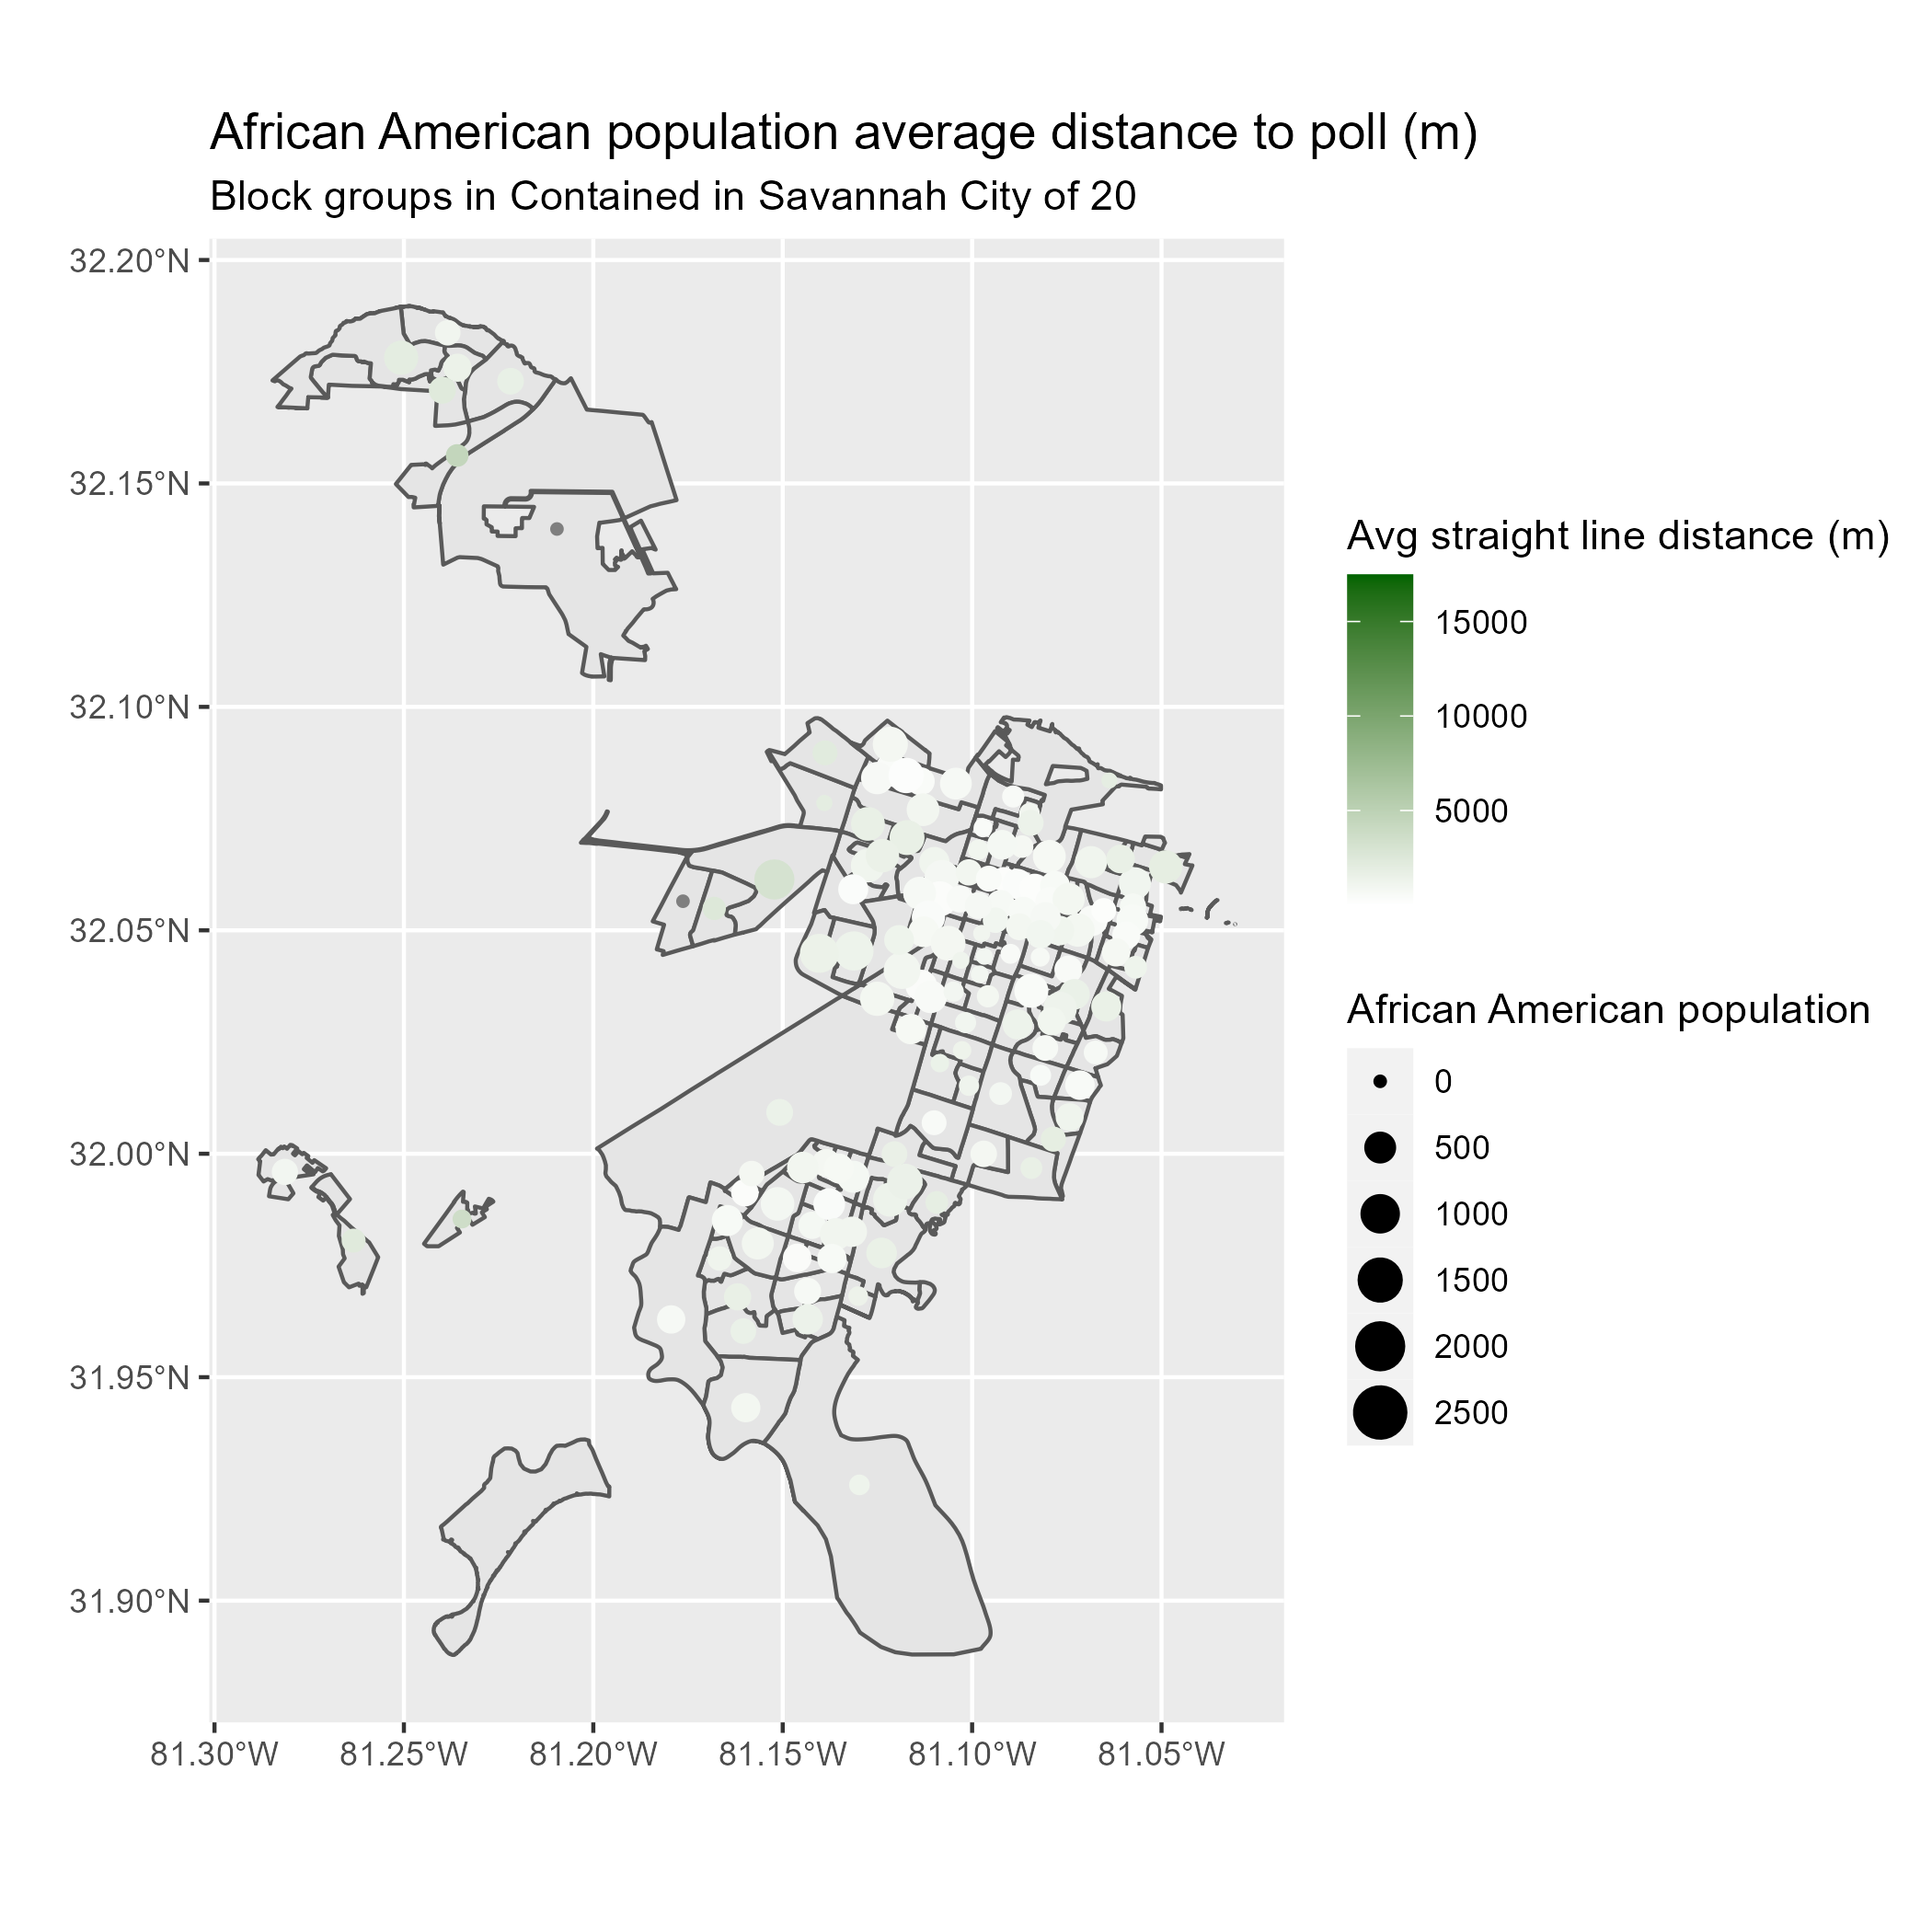 African American population average distance to poll (m)
Block groups in Contained in Savannah City of 20
32.20°N
32.15°N
32.10°N
32.05°N
32.00°N
31.95°N
31.90°N
81.30°W
81.25°W
81.20°W
81.15°W
81.10°W
81.05°W
Avg straight line distance (m)
15000
10000
5000
African American population
0
500
1000
1500
2000
2500